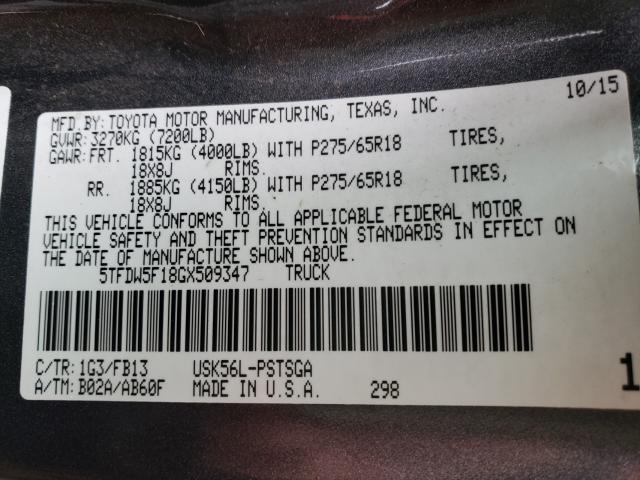 10/15
MFD.BY: TOYOTA MOTOR MANUFACTURING, TEXAS, INC.
GVWR: 3270KG (7200LB)
GAWR: FRT. 1815KG (4000LB) WITH P275/65R18 TIRES,
18X8J RIMS.
RR. 1885KG (4150LB) WITH P275/65R18 TIRES,
18X8J RIMS.
THIS VEHICLE CONFORMS TO ALL APPLICABLE FEDERAL MOTOR
VEHICLE SAFETY AND THEFT PREVENTION STANDARDS IN EFFECT ON
THE DATE OF MANUFACTURE SHOWN ABOVE.
5TFDW5F18GX509347 TRUCK
C/TR: 1G3/FB13 USK56L-PSTSGA
A/TM: B02A/AB60F MADE IN U.S.A. 298
1